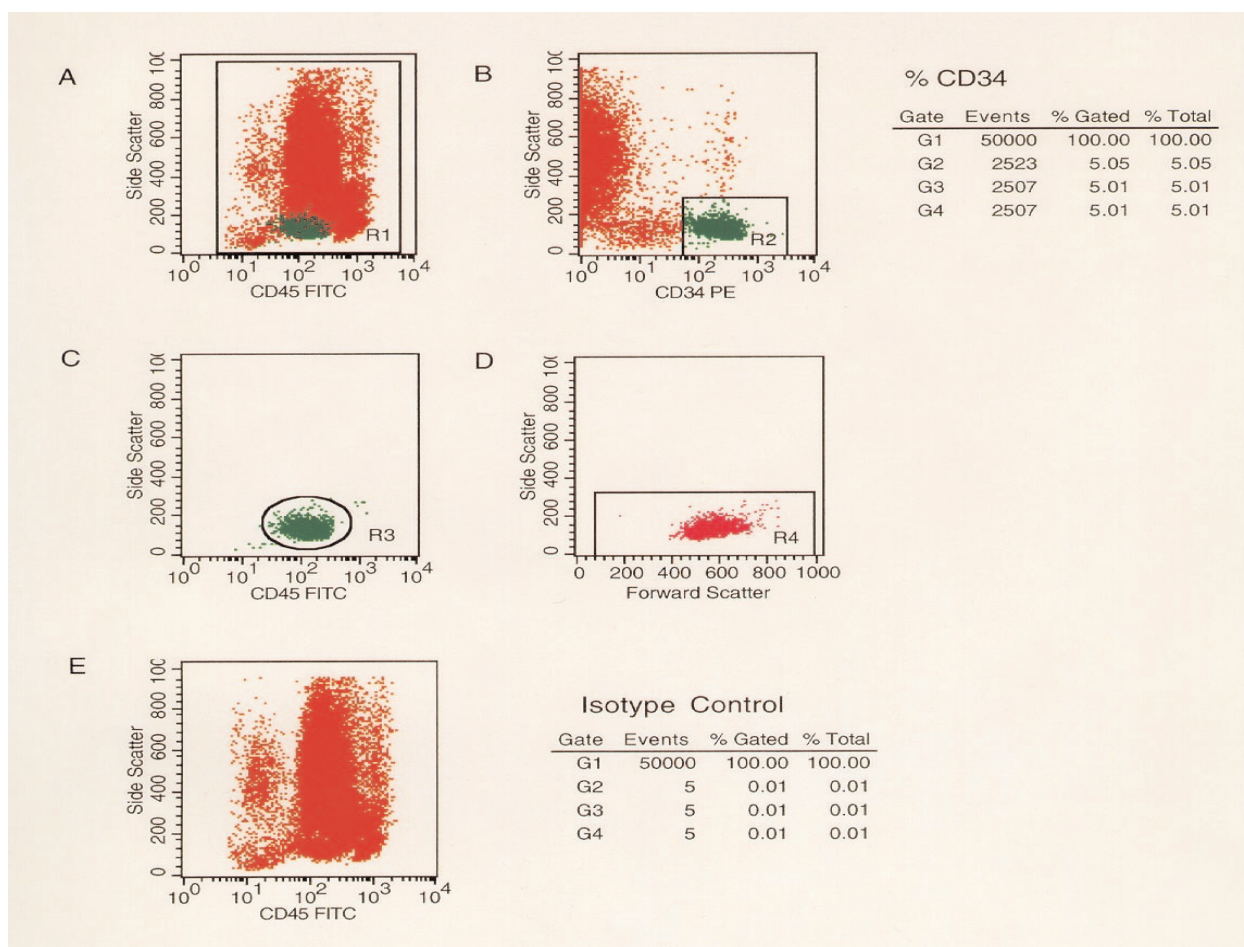 A
Side Scatter
0 200 400 600 800 10
R1
10^0 10^1 10^2 10^3 10^4
CD45 FITC
B
Side Scatter
0 200 400 600 800 10
R2
10^0 10^1 10^2 10^3 10^4
CD34 PE
% CD34
Gate Events % Gated % Total
G1 50000 100.00 100.00
G2 2523 5.05 5.05
G3 2507 5.01 5.01
G4 2507 5.01 5.01
C
Side Scatter
0 200 400 600 800 10
R3
10^0 10^1 10^2 10^3 10^4
CD45 FITC
D
Side Scatter
0 200 400 600 800 10
R4
0 200 400 600 800 1000
Forward Scatter
E
Side Scatter
0 200 400 600 800 10
10^0 10^1 10^2 10^3 10^4
CD45 FITC
Isotype Control
Gate Events % Gated % Total
G1 50000 100.00 100.00
G2 5 0.01 0.01
G3 5 0.01 0.01
G4 5 0.01 0.01